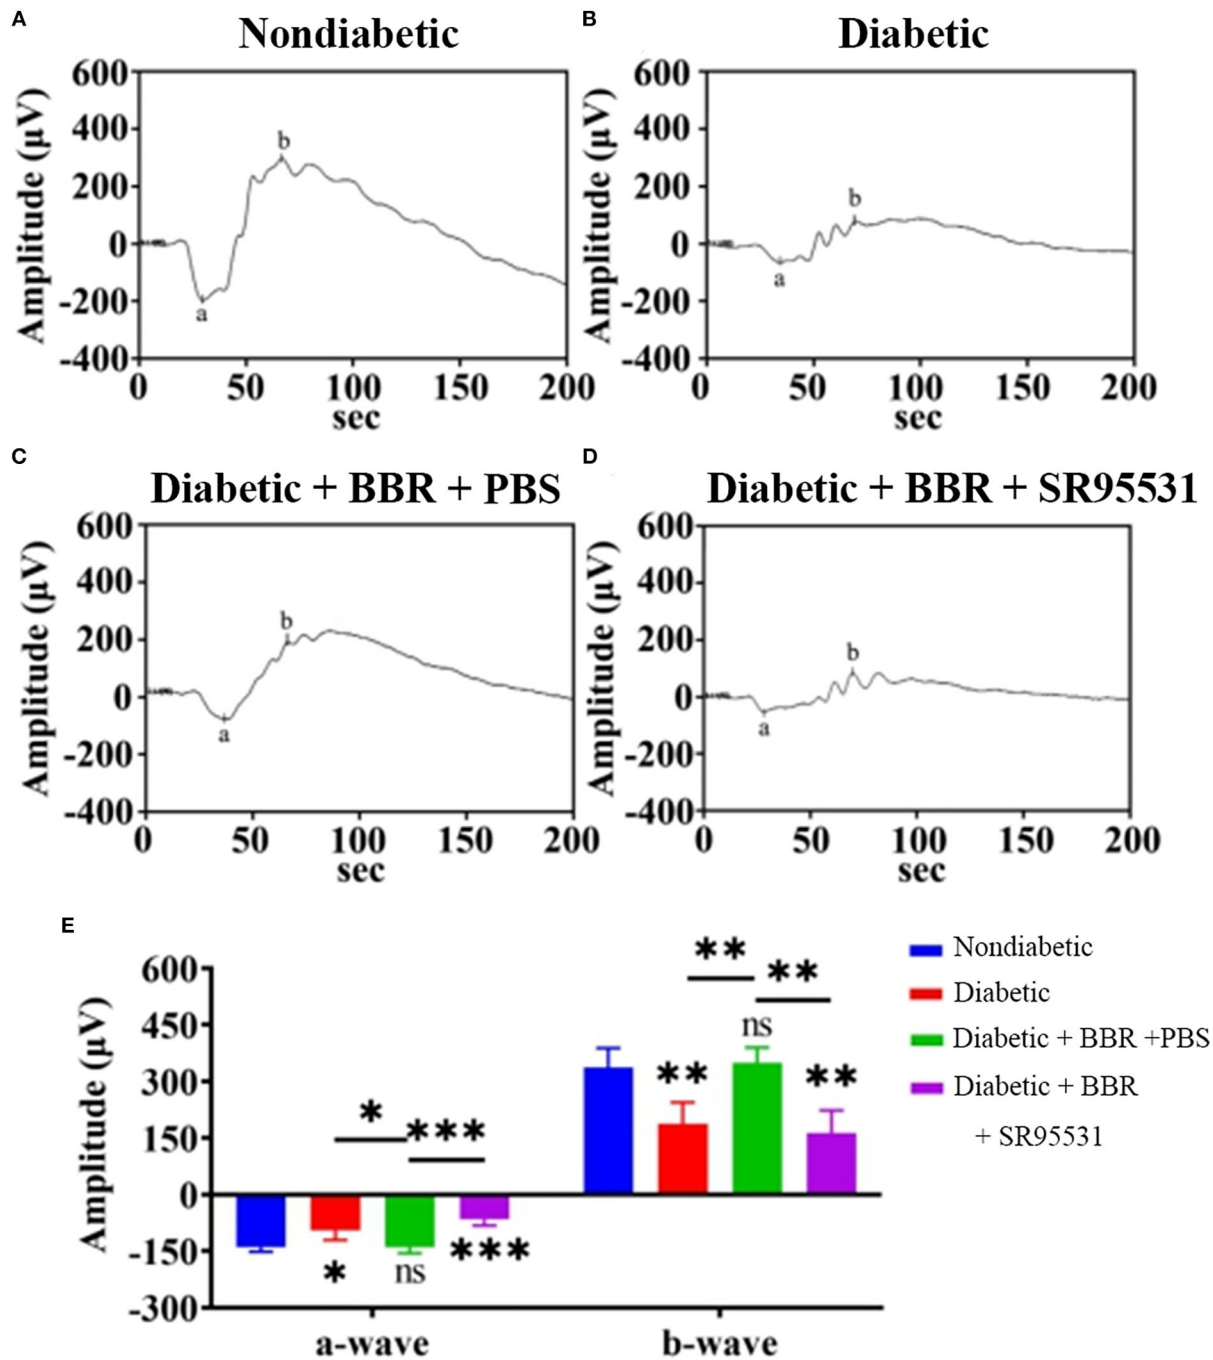 A
Nondiabetic
600
400
200
0
-200
-400
Amplitude (μV)
b
a
0 50 100 150 200
sec
B
Diabetic
600
400
200
0
-200
-400
Amplitude (μV)
b
a
0 50 100 150 200
sec
C
Diabetic + BBR + PBS
600
400
200
0
-200
-400
Amplitude (μV)
b
a
0 50 100 150 200
sec
D
Diabetic + BBR + SR95531
600
400
200
0
-200
-400
Amplitude (μV)
b
a
0 50 100 150 200
sec
E
600
450
300
150
0
-150
-300
Amplitude (μV)
*
***
*
ns
***
**
**
**
ns
**
a-wave
b-wave
Nondiabetic
Diabetic
Diabetic + BBR +PBS
Diabetic + BBR
+ SR95531